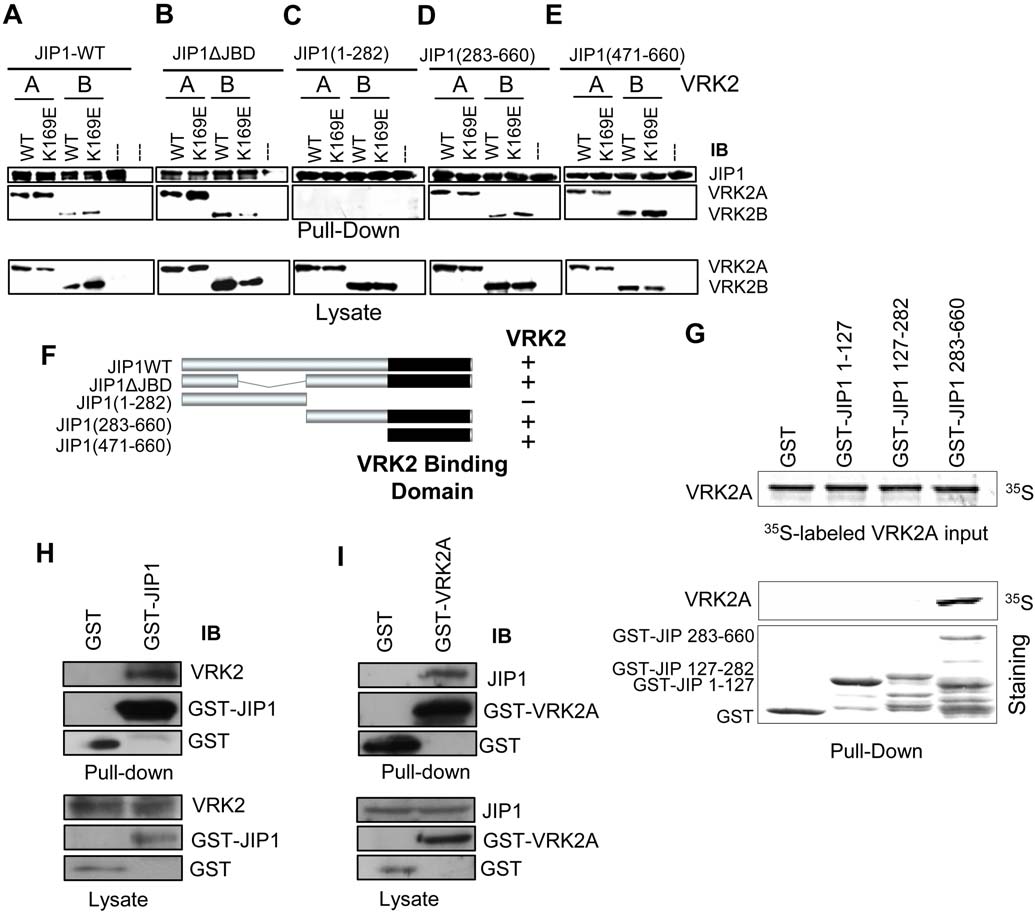 A B C D E
JIP1-WT JIP1ΔJBD JIP1(1-282) JIP1(283-660) JIP1(471-660)
A B A B A B A B A B VRK2
WT K169E WT K169E --- --- WT K169E WT K169E --- WT K169E WT K169E --- WT K169E WT K169E --- WT K169E WT K169E ---
IB
JIP1
VRK2A
VRK2B
Pull-Down
VRK2A
VRK2B
Lysate
F
VRK2
JIP1WT +
JIP1ΔJBD +
JIP1(1-282) −
JIP1(283-660) +
JIP1(471-660) +
VRK2 Binding
Domain
G
GST GST-JIP1 1-127 GST-JIP1 127-282 GST-JIP1 283-660
VRK2A ³⁵S
³⁵S-labeled VRK2A input
VRK2A ³⁵S
GST-JIP 283-660
GST-JIP 127-282
GST-JIP 1-127
GST
Staining
Pull-Down
H
GST GST-JIP1
IB
VRK2
GST-JIP1
GST
Pull-down
VRK2
GST-JIP1
GST
Lysate
I
GST GST-VRK2A
IB
JIP1
GST-VRK2A
GST
Pull-down
JIP1
GST-VRK2A
GST
Lysate